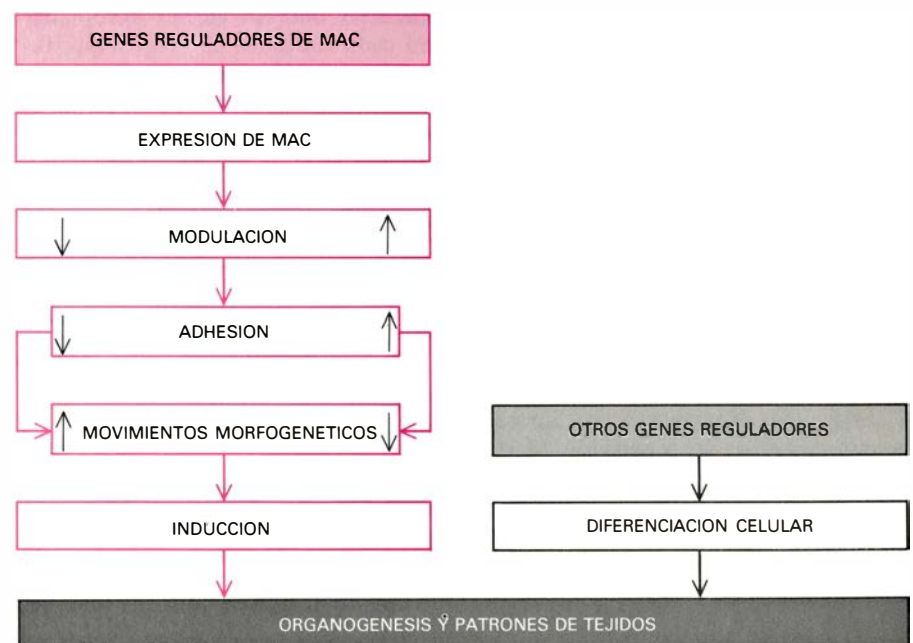 GENES REGULADORES DE MAC
EXPRESION DE MAC
MODULACION
ADHESION
MOVIMIENTOS MORFOGENETICOS
INDUCCION
OTROS GENES REGULADORES
DIFERENCIACION CELULAR
ORGANOGENESIS Y PATRONES DE TEJIDOS